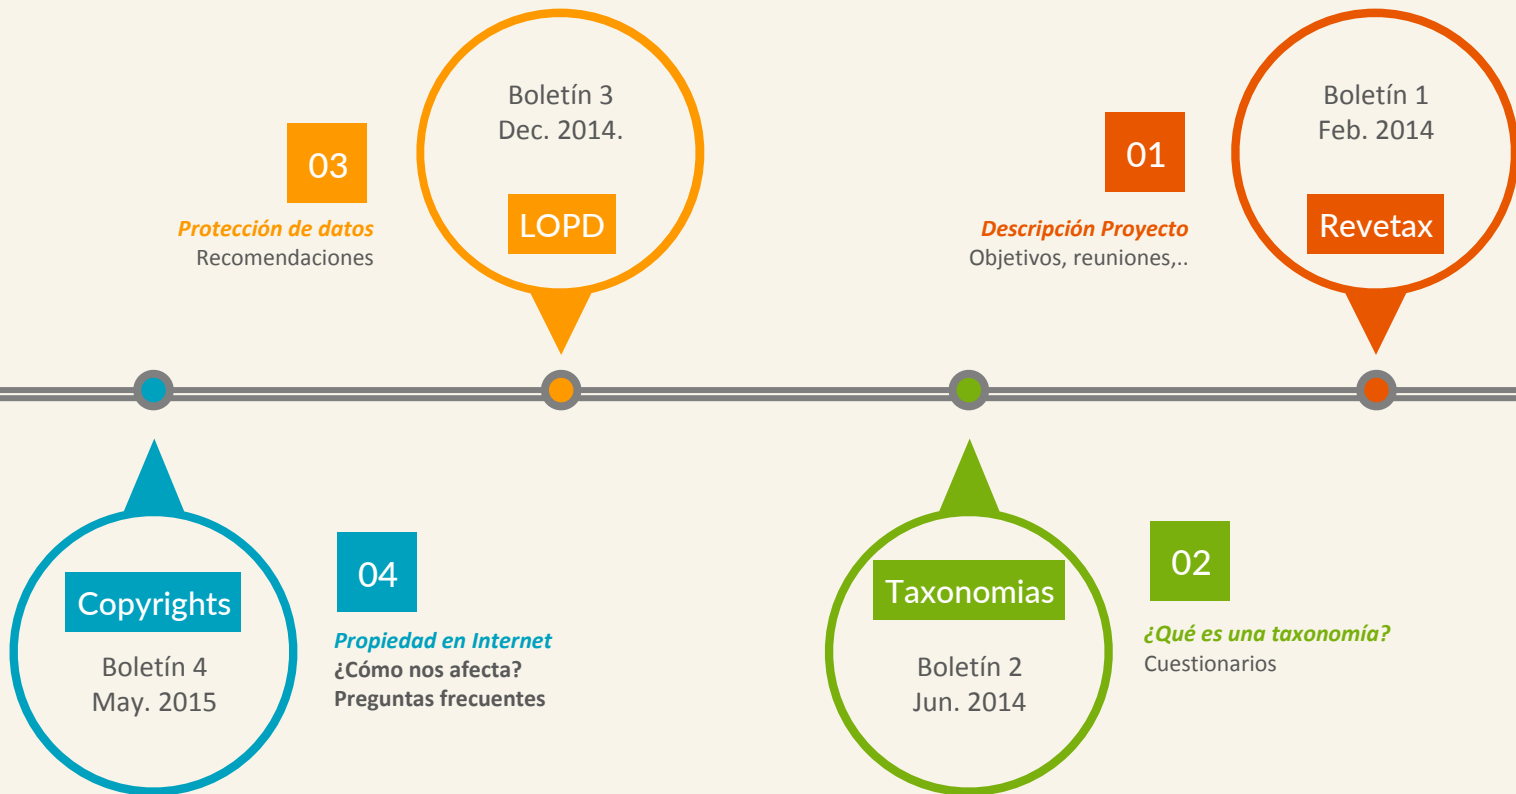 Boletín 3
Dec. 2014.
LOPD
03
Protección de datos
Recomendaciones
Boletín 1
Feb. 2014
Revetax
01
Descripción Proyecto
Objetivos, reuniones,..
Copyrights
Boletín 4
May. 2015
04
Propiedad en Internet
¿Cómo nos afecta?
Preguntas frecuentes
Taxonomias
Boletín 2
Jun. 2014
02
¿Qué es una taxonomía?
Cuestionarios